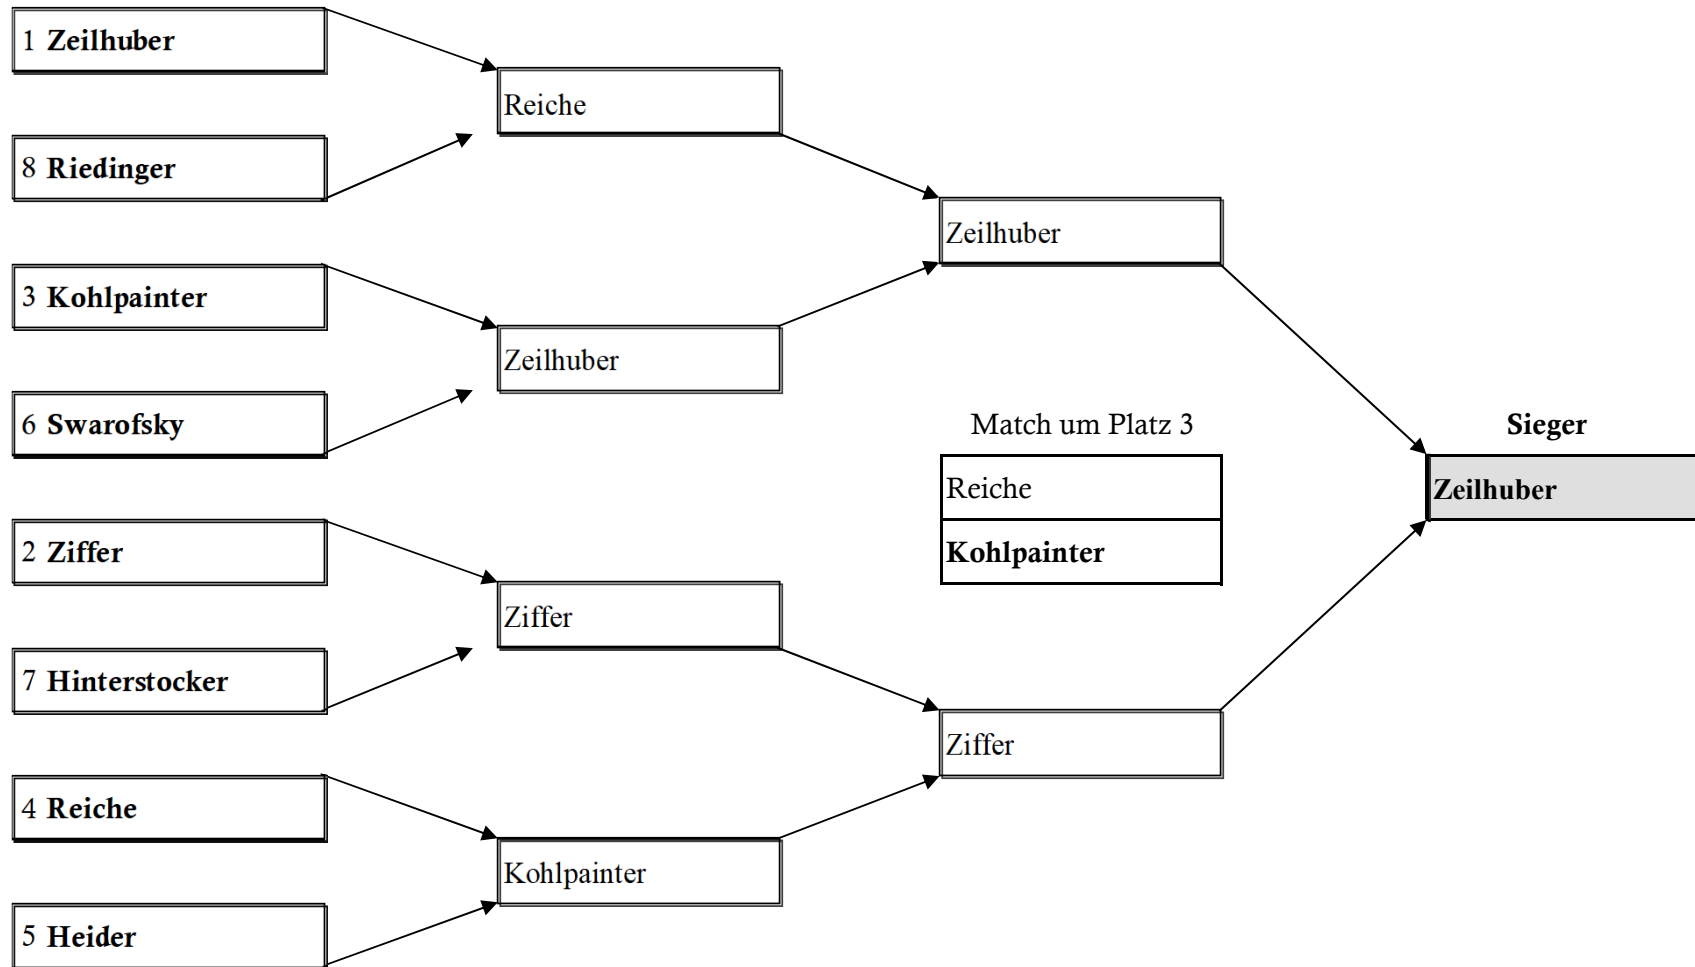 1 Zeilhuber
Reiche
8 Riedinger
Zeilhuber
3 Kohlpainter
Zeilhuber
6 Swarofsky
Match um Platz 3
Sieger
Reiche
Zeilhuber
2 Ziffer
Kohlpainter
Ziffer
7 Hinterstocker
Ziffer
4 Reiche
Kohlpainter
5 Heider